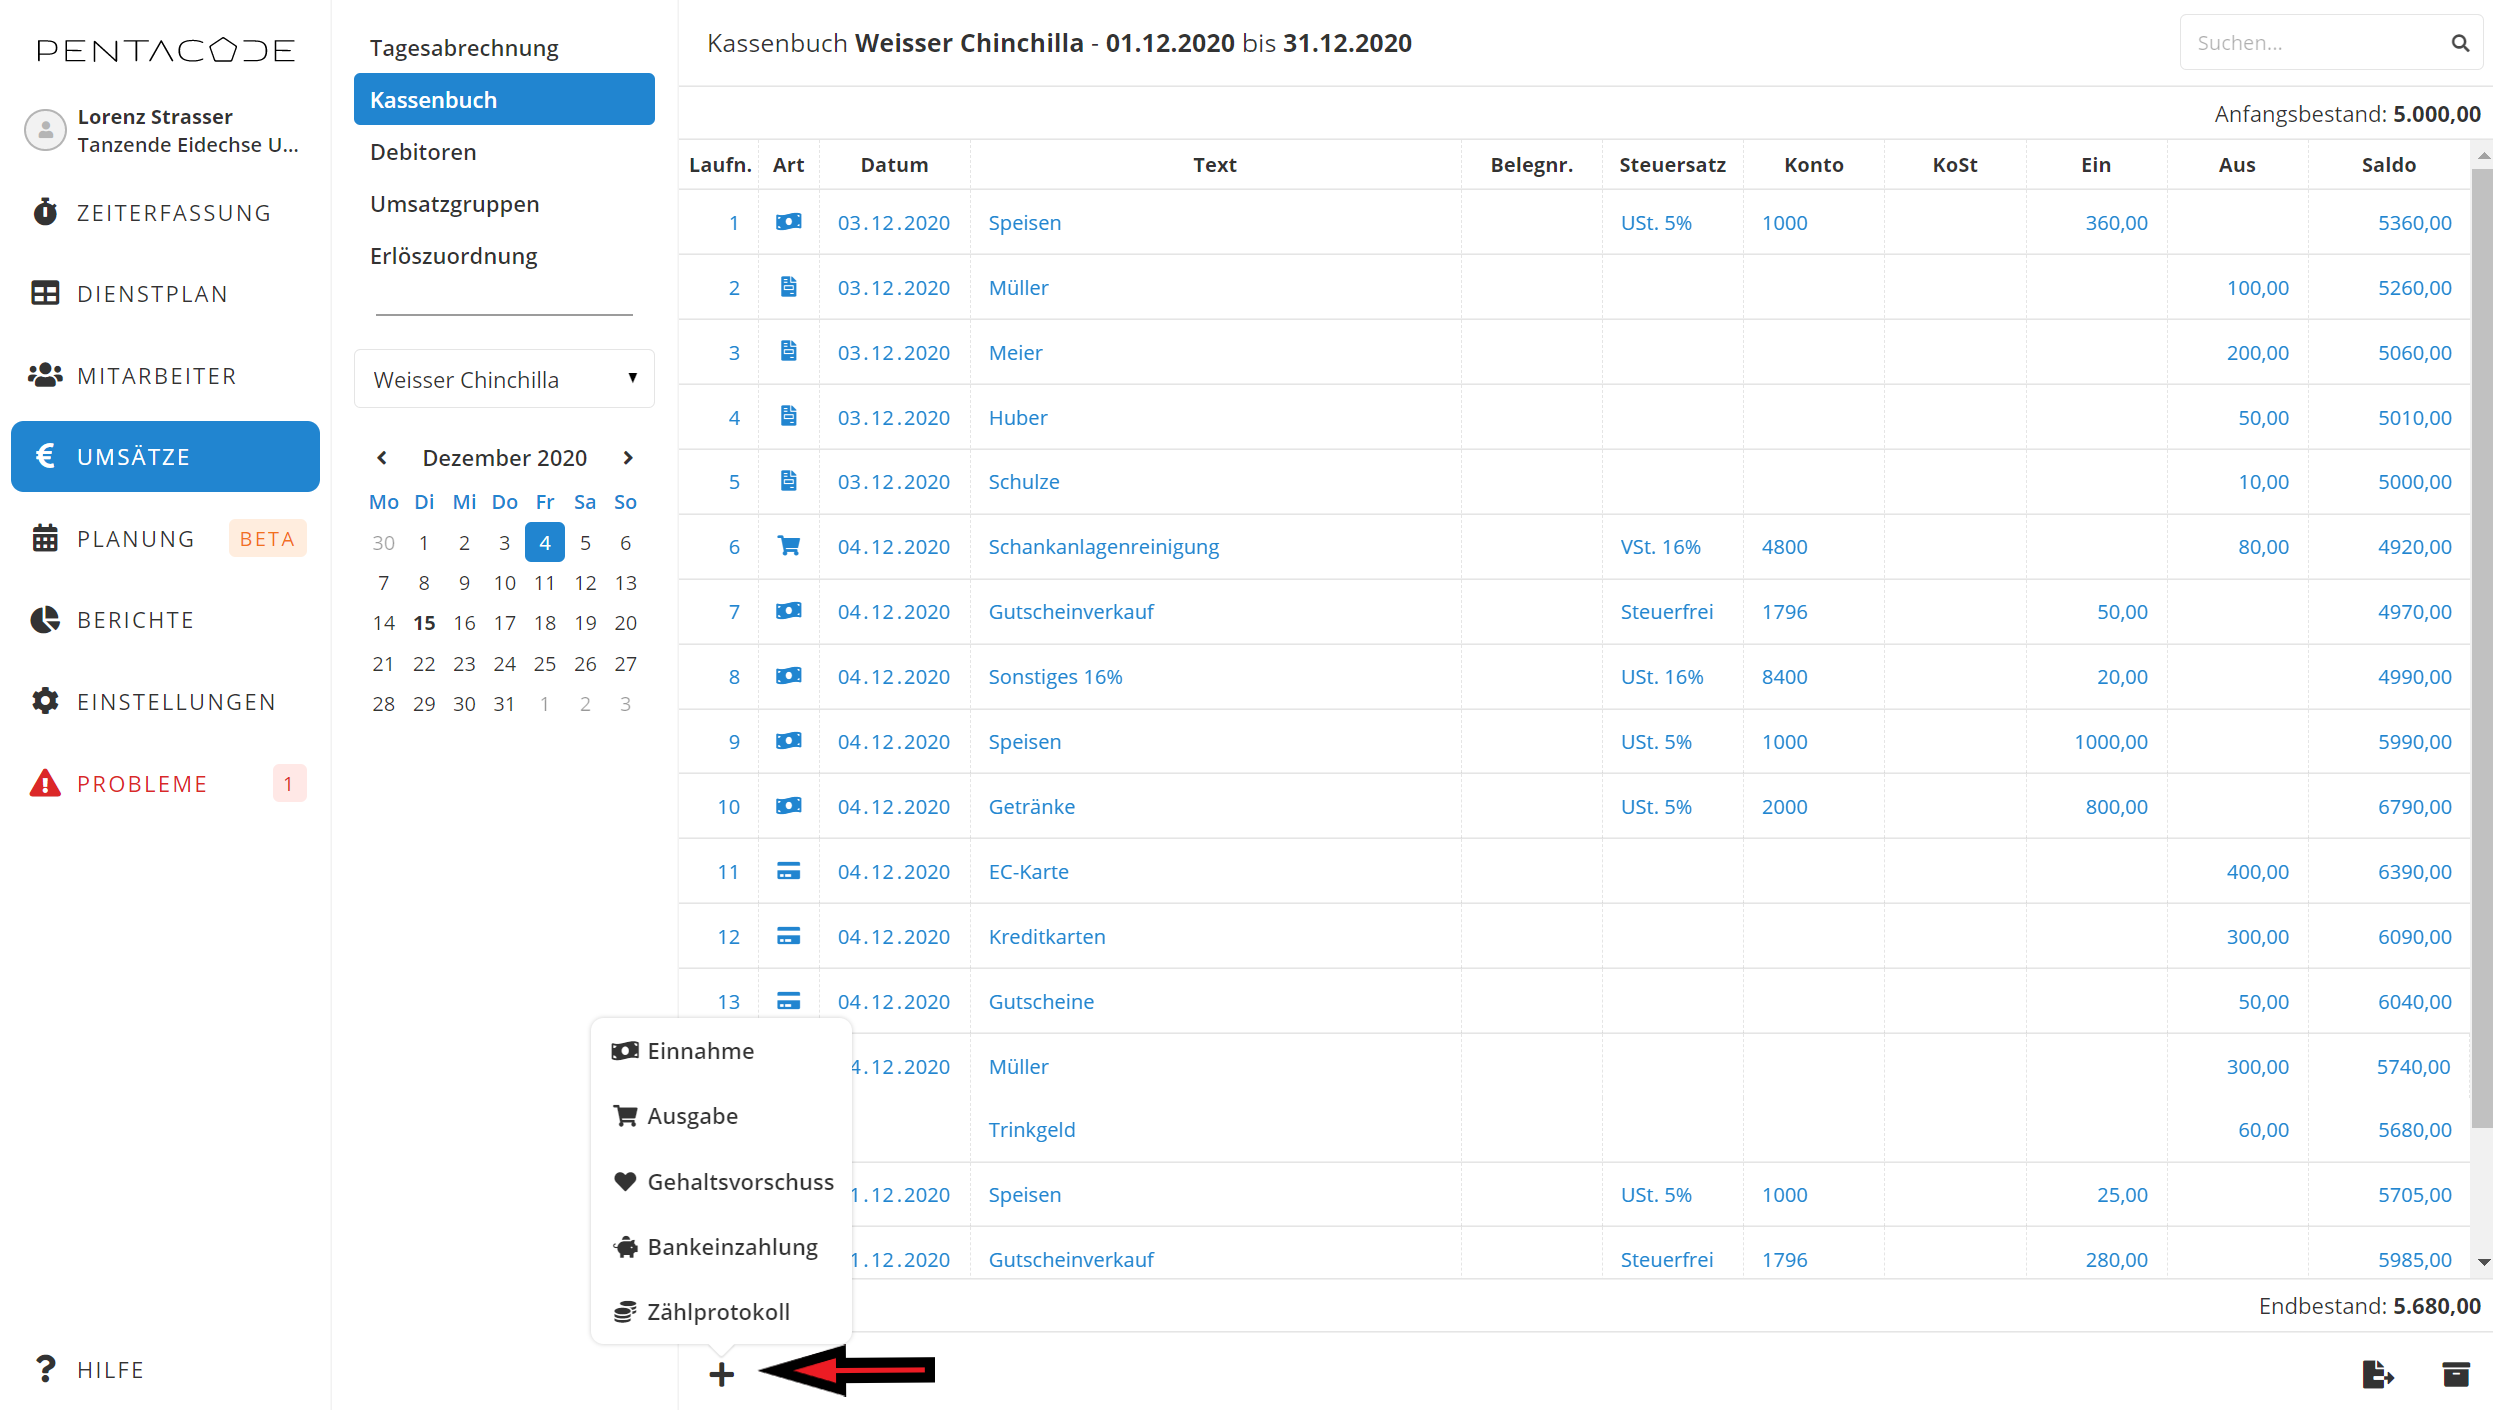 PENTACODE
Lorenz Strasser
Tanzende Eidechse U...
ZEITERFASSUNG
DIENSTPLAN
MITARBEITER
UMSÄTZE
PLANUNG BETA
BERICHTE
EINSTELLUNGEN
PROBLEME 1
HILFE
Tagesabrechnung
Kassenbuch
Debitoren
Umsatzgruppen
Erlöszuordnung
Weisser Chinchilla
Dezember 2020
Mo Di Mi Do Fr Sa So
30 1 2 3 4 5 6
7 8 9 10 11 12 13
14 15 16 17 18 19 20
21 22 23 24 25 26 27
28 29 30 31 1 2 3
Kassenbuch Weisser Chinchilla - 01.12.2020 bis 31.12.2020
Suchen...
Anfangsbestand: 5.000,00
Laufn. Art Datum Text Belegnr. Steuersatz Konto KoSt Ein Aus Saldo
1 03.12.2020 Speisen USt. 5% 1000 360,00 5360,00
2 03.12.2020 Müller 100,00 5260,00
3 03.12.2020 Meier 200,00 5060,00
4 03.12.2020 Huber 50,00 5010,00
5 03.12.2020 Schulze 10,00 5000,00
6 04.12.2020 Schankanlagenreinigung VSt. 16% 4800 80,00 4920,00
7 04.12.2020 Gutscheinverkauf Steuerfrei 1796 50,00 4970,00
8 04.12.2020 Sonstiges 16% USt. 16% 8400 20,00 4990,00
9 04.12.2020 Speisen USt. 5% 1000 1000,00 5990,00
10 04.12.2020 Getränke USt. 5% 2000 800,00 6790,00
11 04.12.2020 EC-Karte 400,00 6390,00
12 04.12.2020 Kreditkarten 300,00 6090,00
13 04.12.2020 Gutscheine 50,00 6040,00
4.12.2020 Müller 300,00 5740,00
Trinkgeld 60,00 5680,00
1.12.2020 Speisen USt. 5% 1000 25,00 5705,00
1.12.2020 Gutscheinverkauf Steuerfrei 1796 280,00 5985,00
Endbestand: 5.680,00
Einnahme
Ausgabe
Gehaltsvorschuss
Bankeinzahlung
Zählprotokoll